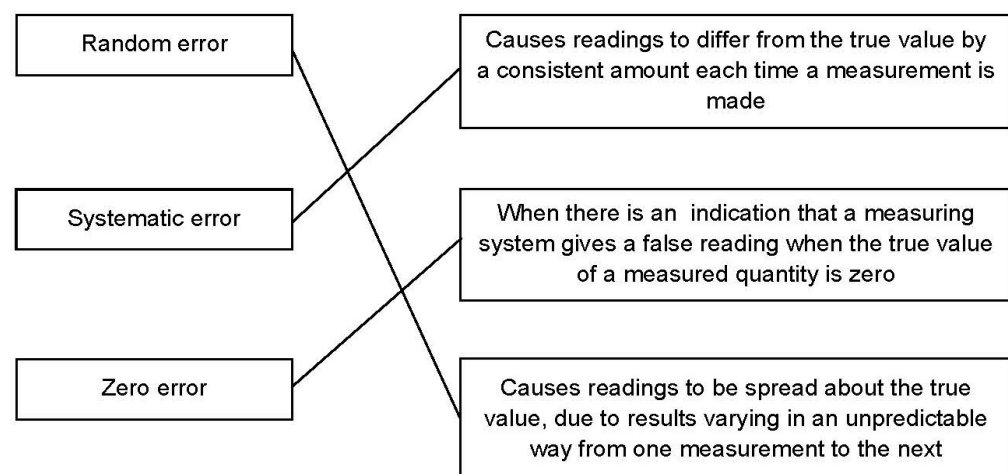 Random error
Causes readings to differ from the true value by
a consistent amount each time a measurement is
made
Systematic error
When there is an indication that a measuring
system gives a false reading when the true value
of a measured quantity is zero
Zero error
Causes readings to be spread about the true
value, due to results varying in an unpredictable
way from one measurement to the next